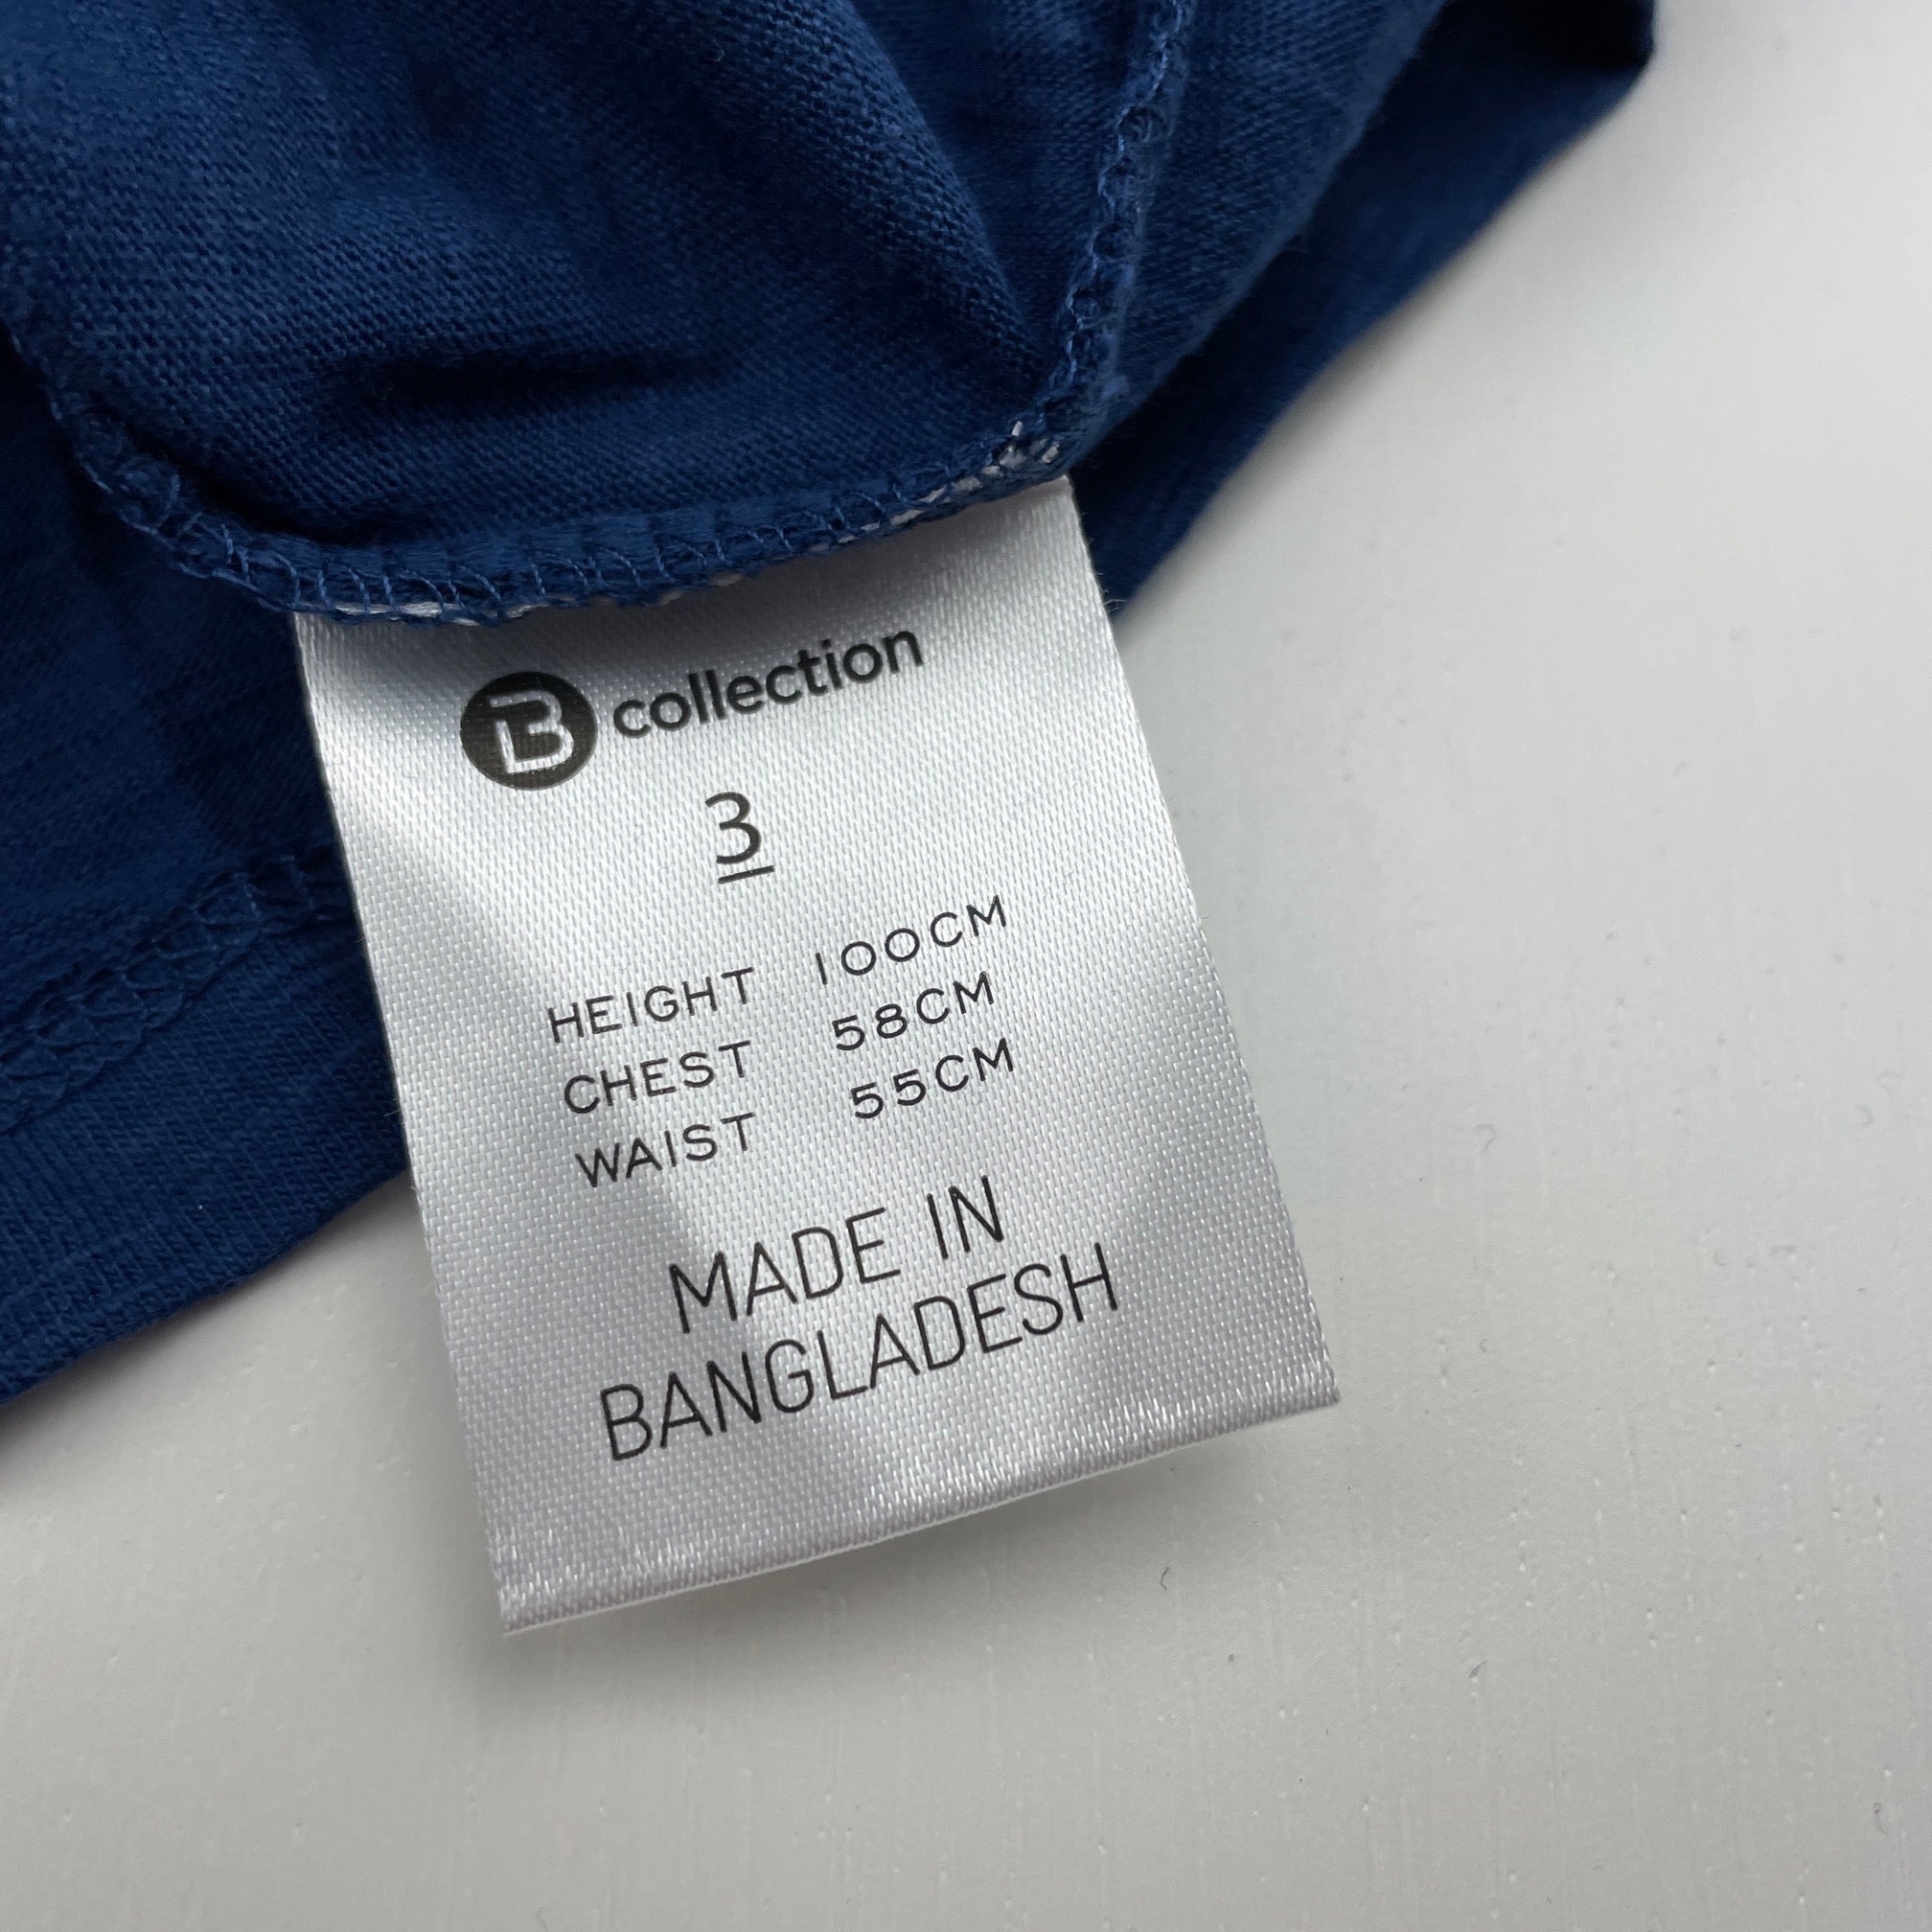 B collection
3
HEIGHT 100CM
CHEST 58CM
WAIST 55CM
MADE IN
BANGLADESH